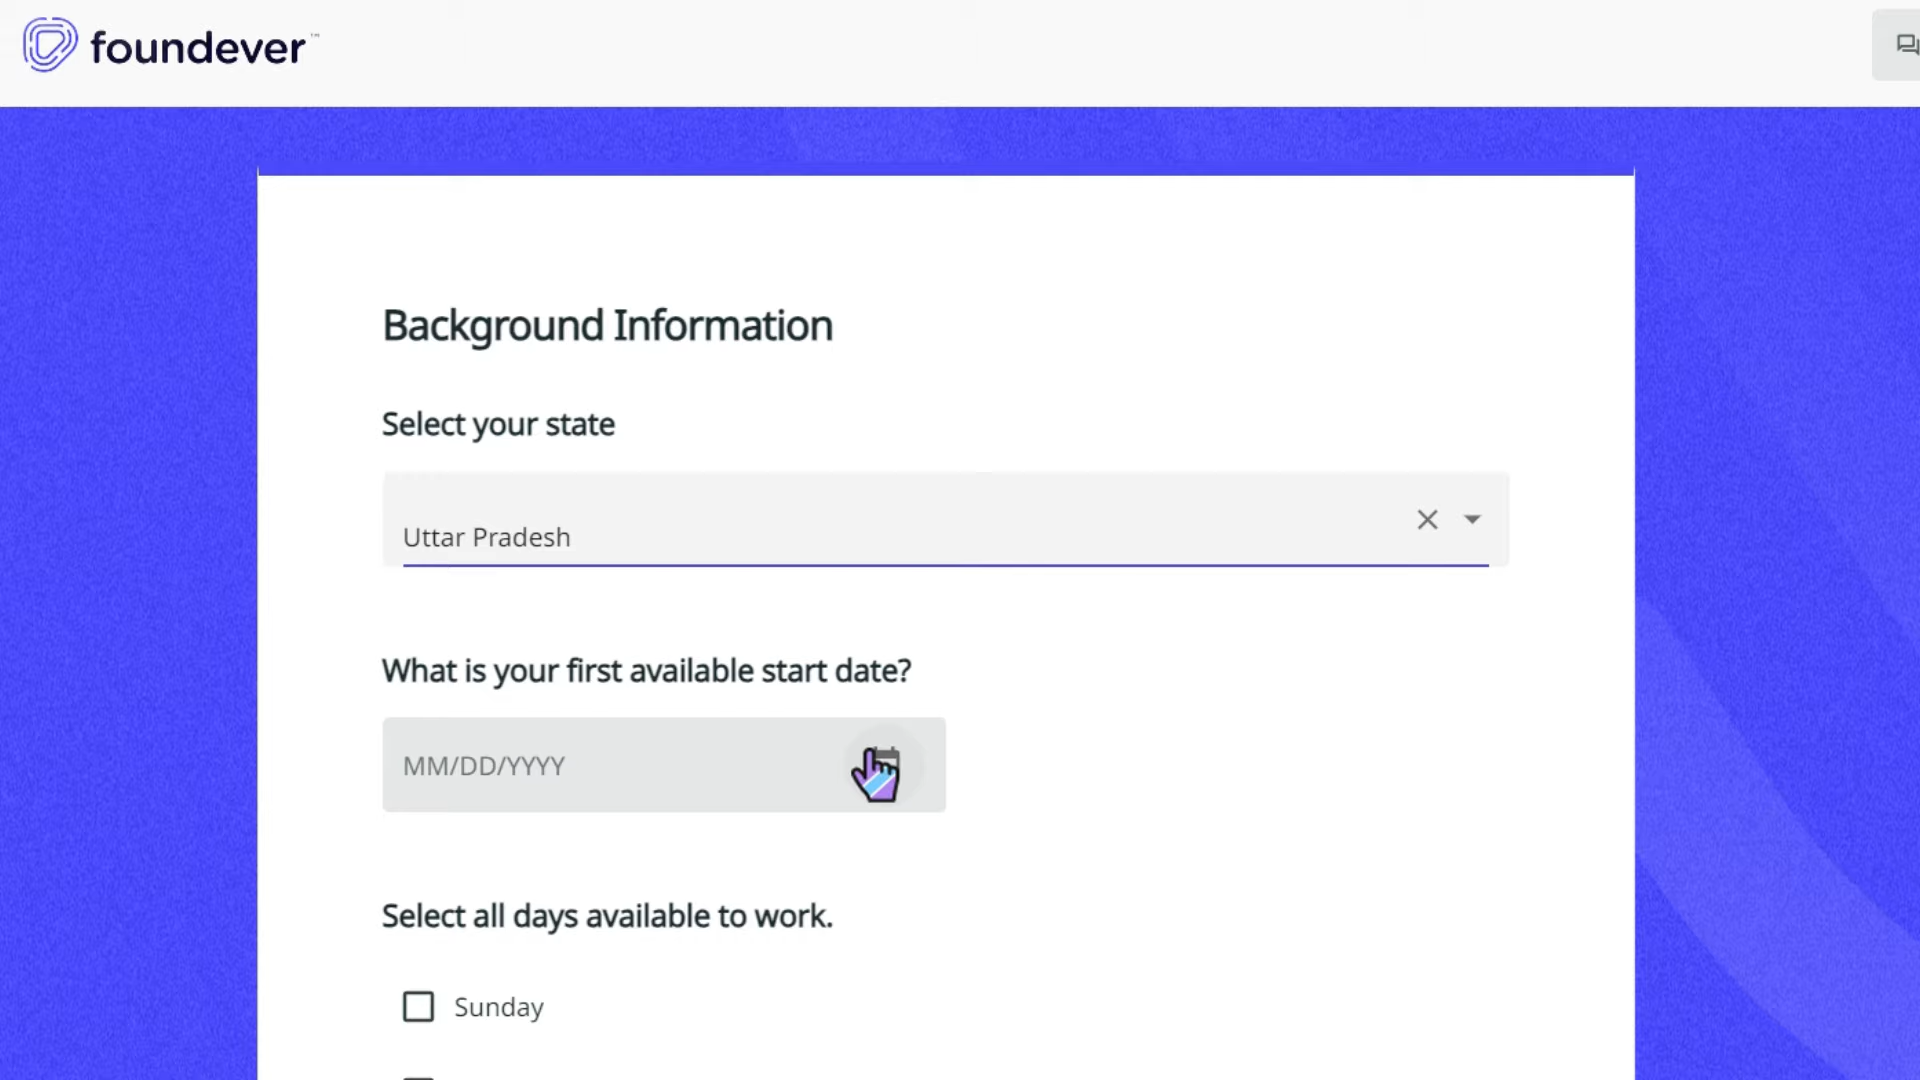 foundever™
Background Information
Select your state
Uttar Pradesh
What is your first available start date?
MM/DD/YYYY
Select all days available to work.
Sunday